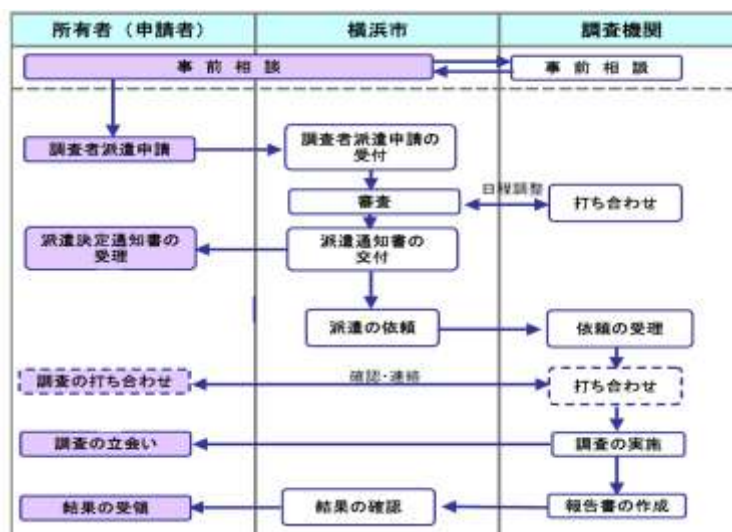 所有者（申請者）
横浜市
調査機関
事前相談
事前相談
調査者派遣申請
調査者派遣申請の
受付
審査
日程調整
打ち合わせ
派遣決定通知書の
受理
派遣通知書の
交付
派遣の依頼
依頼の受理
調査の打ち合わせ
確認・連絡
打ち合わせ
調査の立会い
調査の実施
結果の受領
結果の確認
報告書の作成